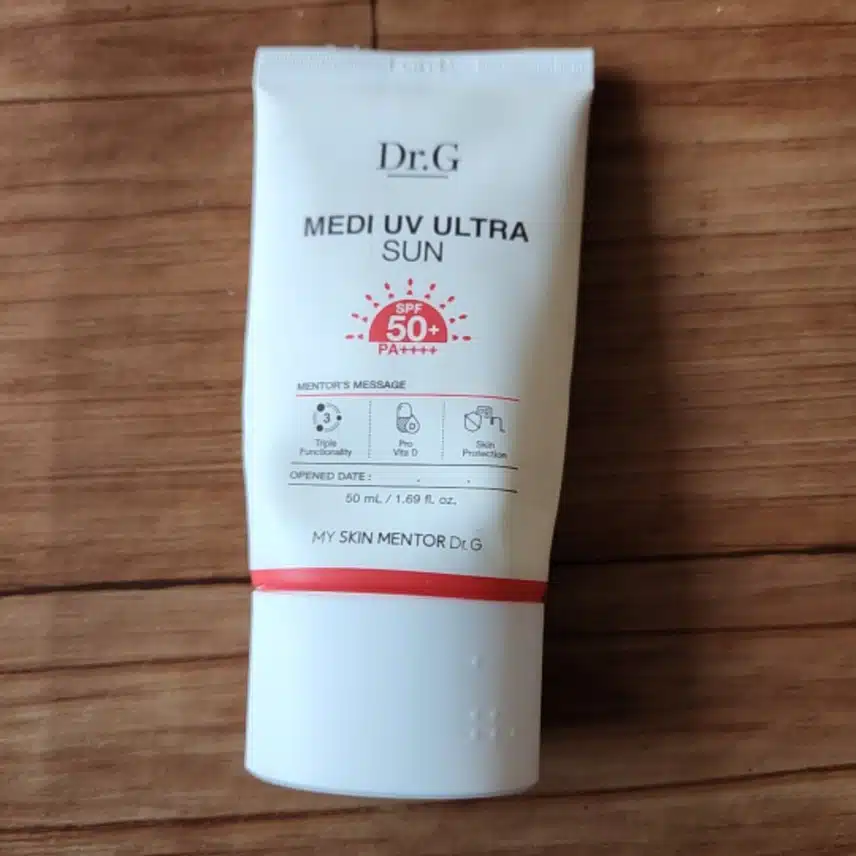 Dr.G
MEDI UV ULTRA
SUN
SPF
50+
PA++++
MENTOR'S MESSAGE
3
Triple
Functionality
Pro
Vita D
Skin
Protection
OPENED DATE : . .
50 mL / 1.69 fl. oz.
MY SKIN MENTOR Dr.G